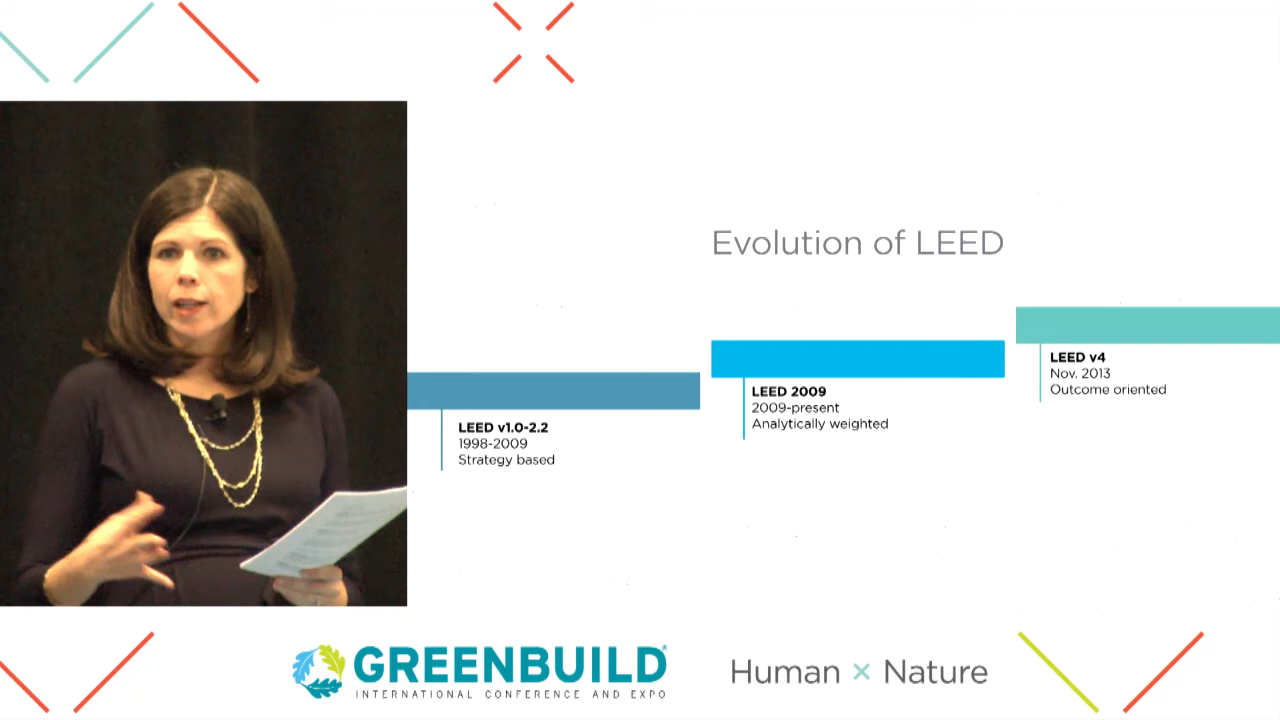 Evolution of LEED
LEED v1.0-2.2
1998-2009
Strategy based
LEED 2009
2009-present
Analytically weighted
LEED v4
Nov. 2013
Outcome oriented
GREENBUILD®
INTERNATIONAL CONFERENCE AND EXPO
Human × Nature